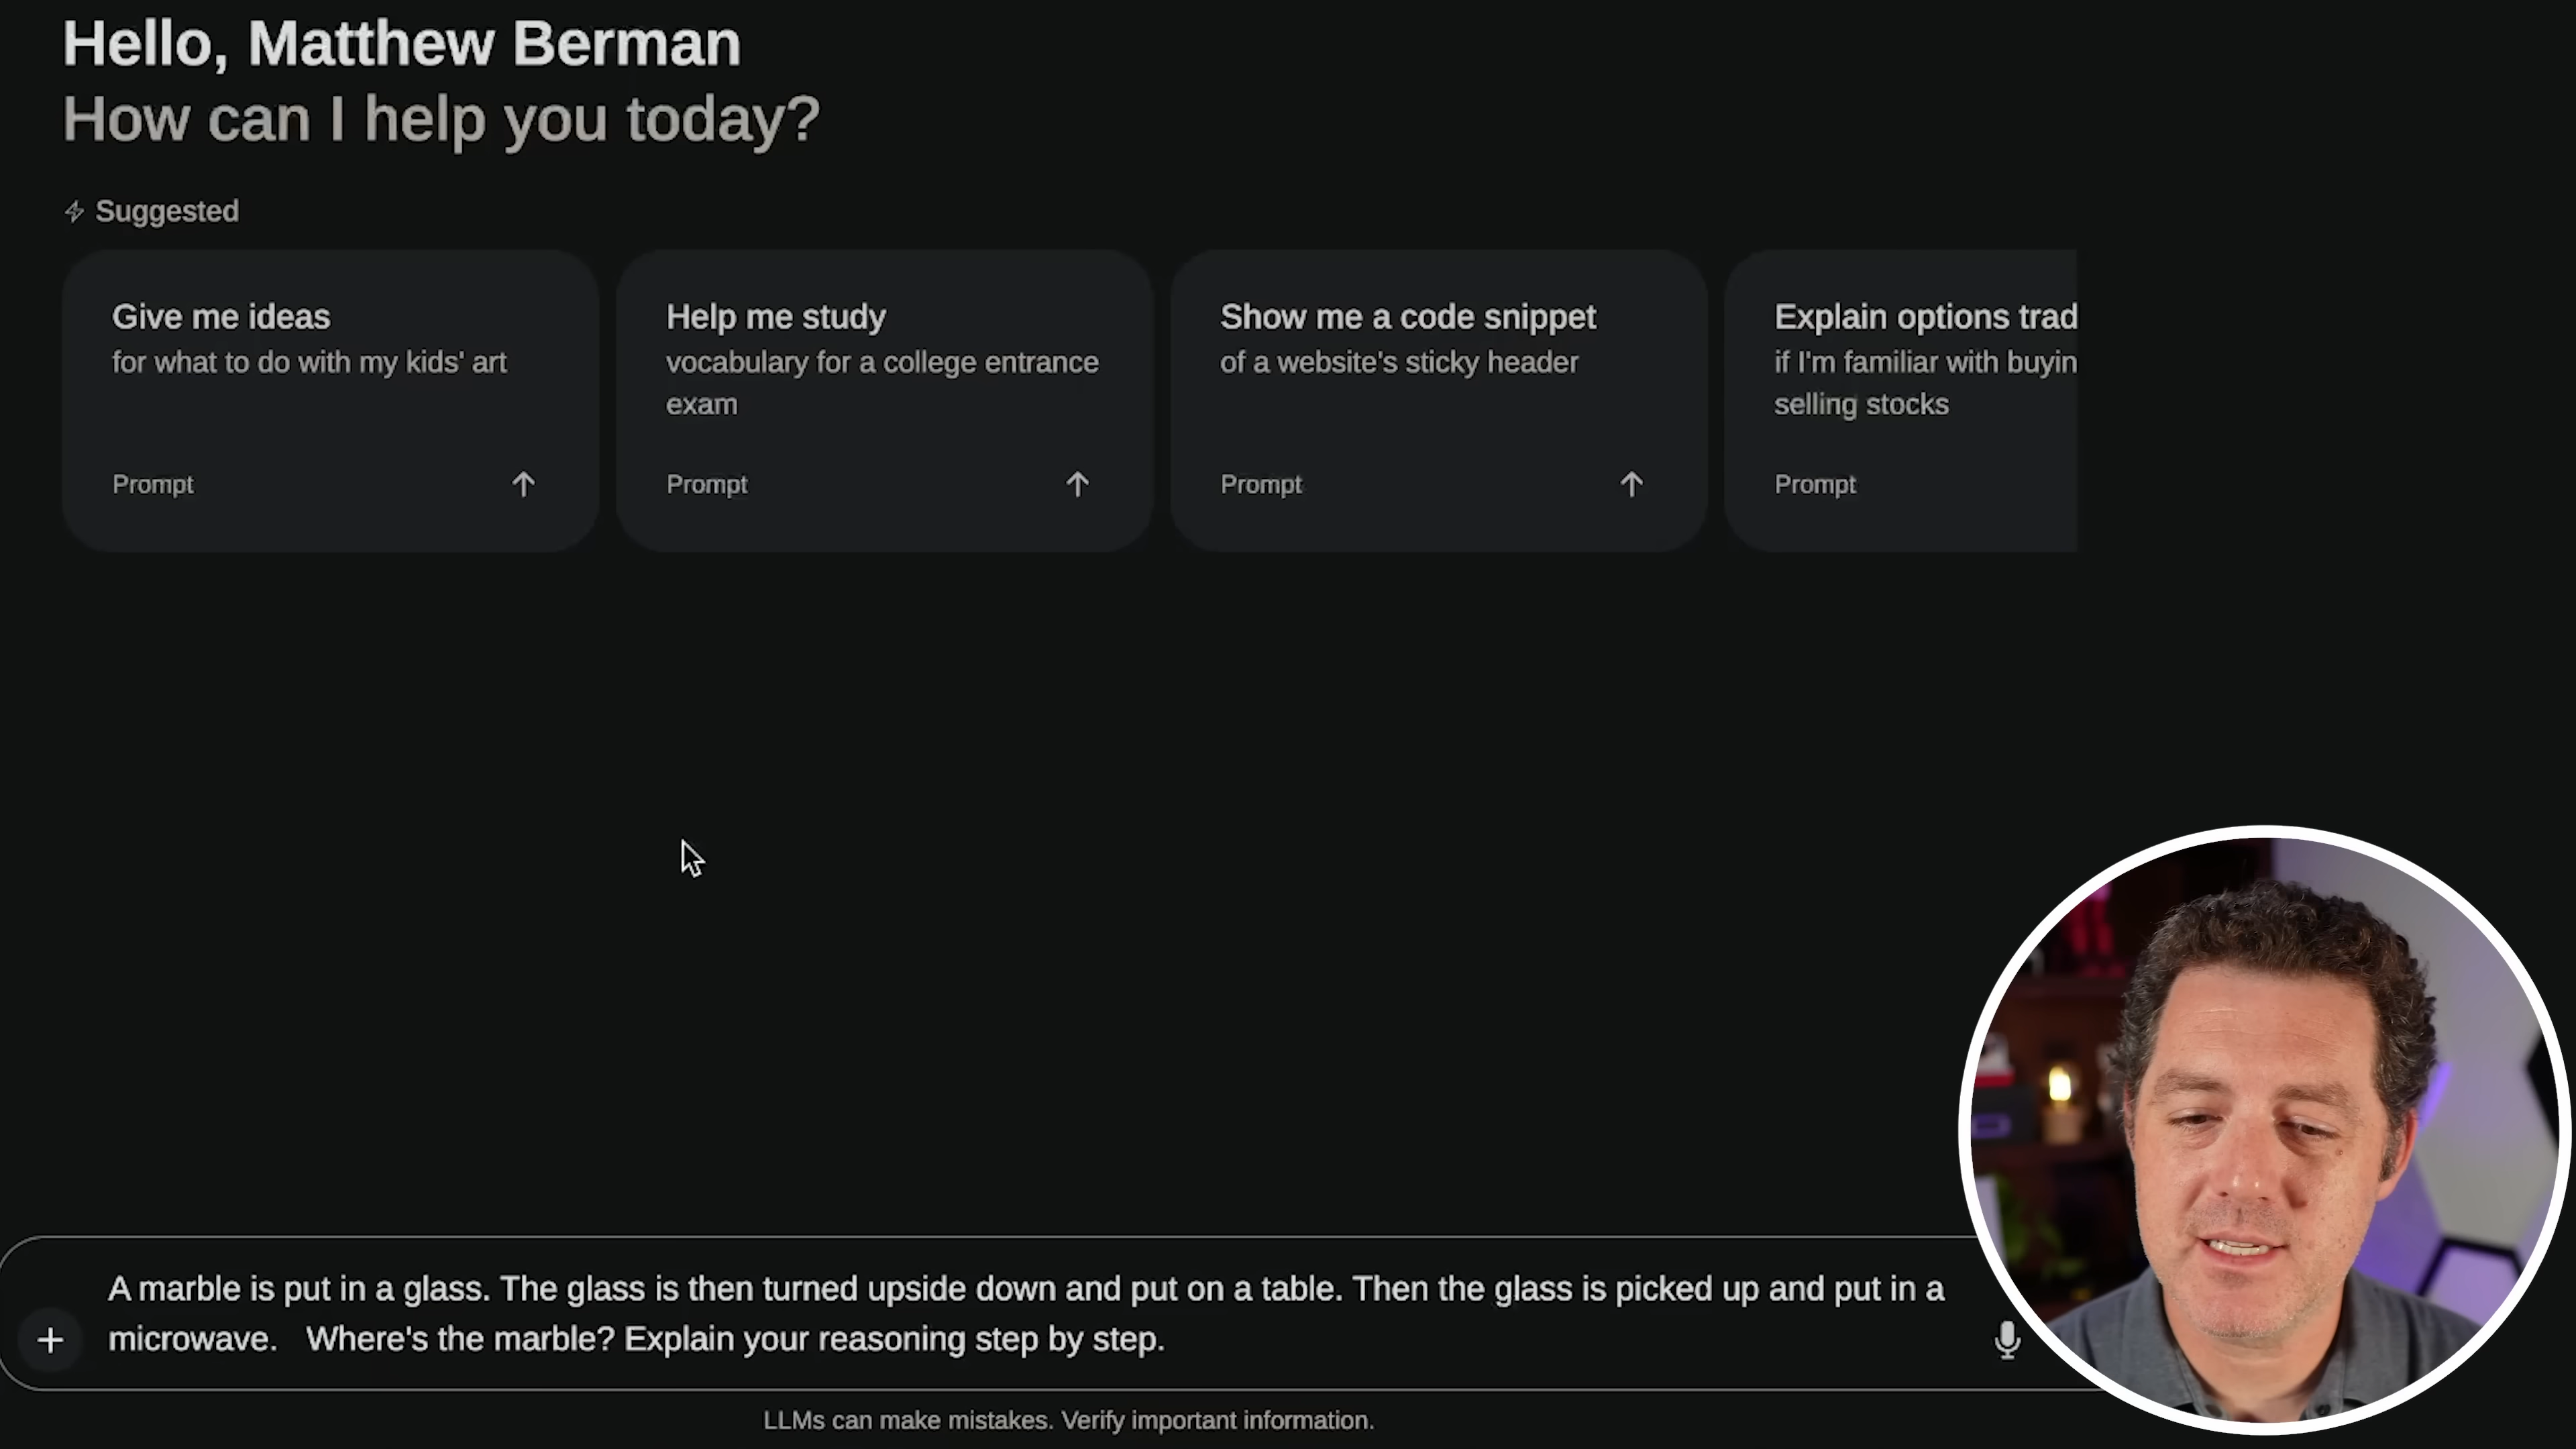 Hello, Matthew Berman
How can I help you today?
Suggested
Give me ideas
for what to do with my kids' art
Prompt
Help me study
vocabulary for a college entrance
exam
Prompt
Show me a code snippet
of a website's sticky header
Prompt
Explain options trad
if I'm familiar with buyin
selling stocks
Prompt
A marble is put in a glass. The glass is then turned upside down and put on a table. Then the glass is picked up and put in a
microwave.   Where's the marble? Explain your reasoning step by step.
LLMs can make mistakes. Verify important information.